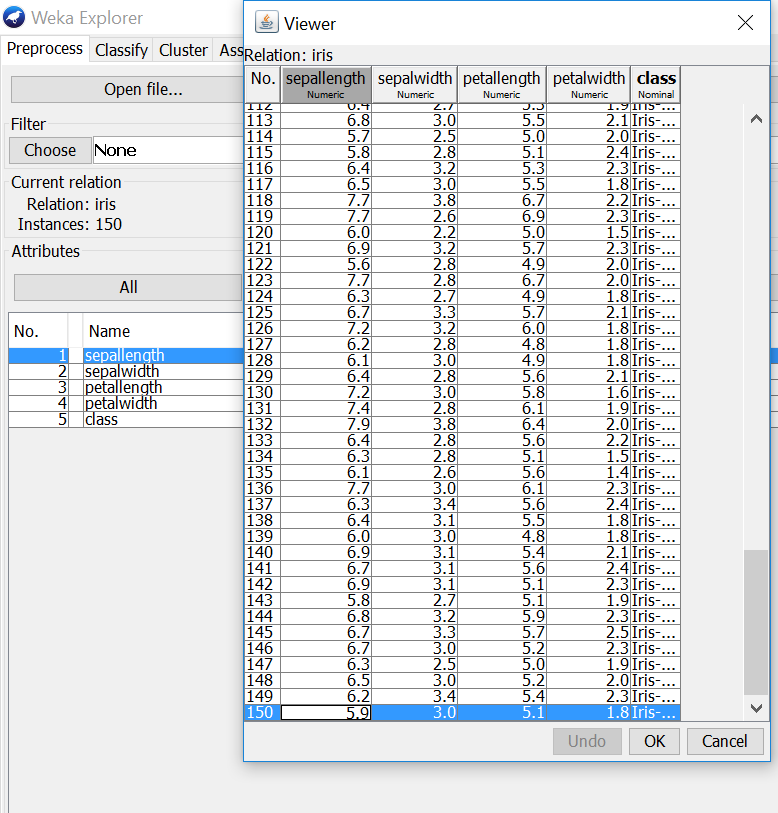 Weka Explorer
Preprocess Classify Cluster Ass
Open file...
Filter
Choose None
Current relation
Relation: iris
Instances: 150
Attributes
All
No. Name
1 sepallength
2 sepalwidth
3 petallength
4 petalwidth
5 class
Viewer
Relation: iris
No. sepallength sepalwidth petallength petalwidth class
Numeric Numeric Numeric Numeric Nominal
112 6.4 2.7 5.3 1.9 Iris-...
113 6.8 3.0 5.5 2.1 Iris-...
114 5.7 2.5 5.0 2.0 Iris-...
115 5.8 2.8 5.1 2.4 Iris-...
116 6.4 3.2 5.3 2.3 Iris-...
117 6.5 3.0 5.5 1.8 Iris-...
118 7.7 3.8 6.7 2.2 Iris-...
119 7.7 2.6 6.9 2.3 Iris-...
120 6.0 2.2 5.0 1.5 Iris-...
121 6.9 3.2 5.7 2.3 Iris-...
122 5.6 2.8 4.9 2.0 Iris-...
123 7.7 2.8 6.7 2.0 Iris-...
124 6.3 2.7 4.9 1.8 Iris-...
125 6.7 3.3 5.7 2.1 Iris-...
126 7.2 3.2 6.0 1.8 Iris-...
127 6.2 2.8 4.8 1.8 Iris-...
128 6.1 3.0 4.9 1.8 Iris-...
129 6.4 2.8 5.6 2.1 Iris-...
130 7.2 3.0 5.8 1.6 Iris-...
131 7.4 2.8 6.1 1.9 Iris-...
132 7.9 3.8 6.4 2.0 Iris-...
133 6.4 2.8 5.6 2.2 Iris-...
134 6.3 2.8 5.1 1.5 Iris-...
135 6.1 2.6 5.6 1.4 Iris-...
136 7.7 3.0 6.1 2.3 Iris-...
137 6.3 3.4 5.6 2.4 Iris-...
138 6.4 3.1 5.5 1.8 Iris-...
139 6.0 3.0 4.8 1.8 Iris-...
140 6.9 3.1 5.4 2.1 Iris-...
141 6.7 3.1 5.6 2.4 Iris-...
142 6.9 3.1 5.1 2.3 Iris-...
143 5.8 2.7 5.1 1.9 Iris-...
144 6.8 3.2 5.9 2.3 Iris-...
145 6.7 3.3 5.7 2.5 Iris-...
146 6.7 3.0 5.2 2.3 Iris-...
147 6.3 2.5 5.0 1.9 Iris-...
148 6.5 3.0 5.2 2.0 Iris-...
149 6.2 3.4 5.4 2.3 Iris-...
150 5.9 3.0 5.1 1.8 Iris-...
Undo OK Cancel